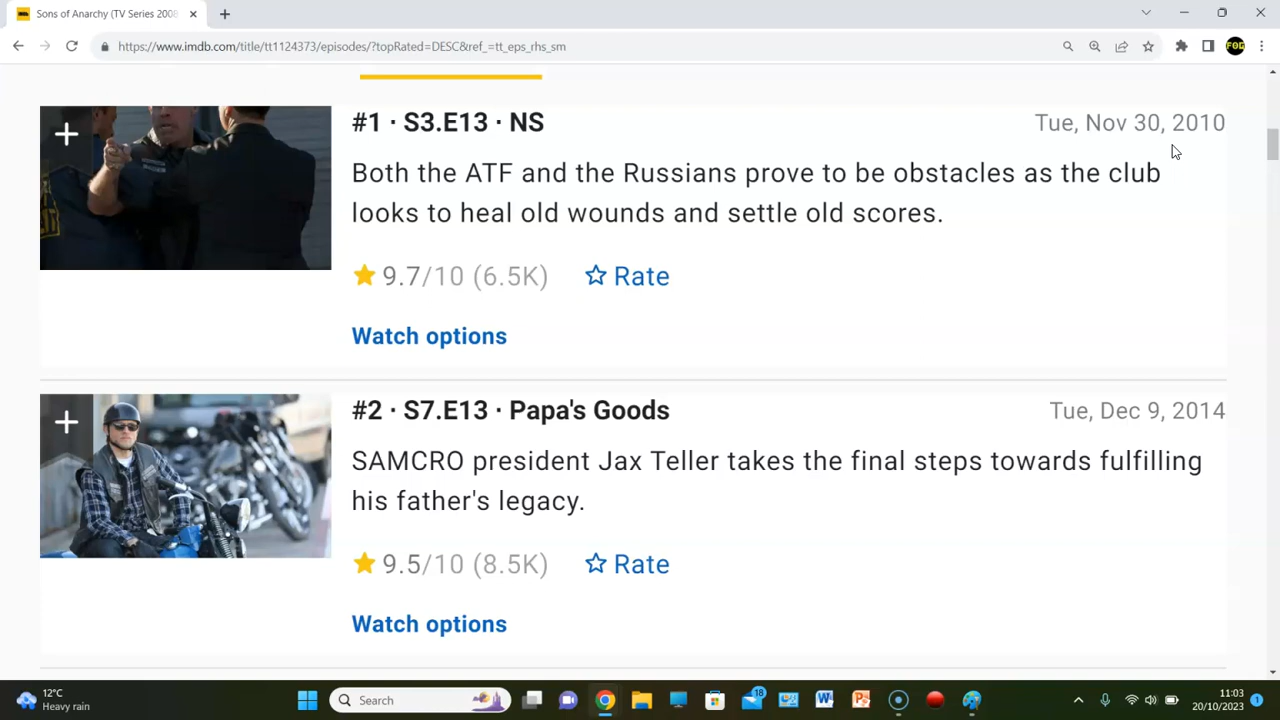 Sons of Anarchy (TV Series 2008
https://www.imdb.com/title/tt1124373/episodes/?topRated=DESC&ref_=tt_eps_rhs_sm
FOG
#1 · S3.E13 · NS
Tue, Nov 30, 2010
Both the ATF and the Russians prove to be obstacles as the club
looks to heal old wounds and settle old scores.
9.7/10 (6.5K)
Rate
Watch options
#2 · S7.E13 · Papa's Goods
Tue, Dec 9, 2014
SAMCRO president Jax Teller takes the final steps towards fulfilling
his father's legacy.
9.5/10 (8.5K)
Rate
Watch options
12°C
Heavy rain
Search
18
11:03
20/10/2023
1